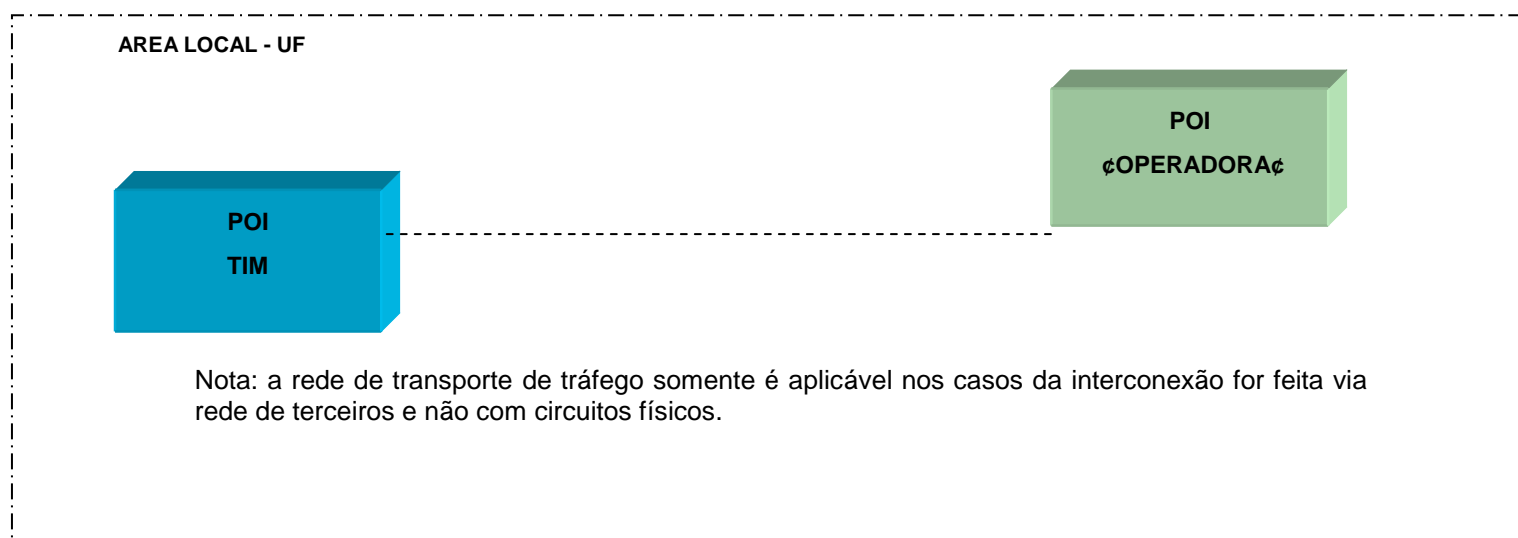 AREA LOCAL - UF
POI
¢OPERADORA¢
POI
TIM
Nota: a rede de transporte de tráfego somente é aplicável nos casos da interconexão for feita via
rede de terceiros e não com circuitos físicos.